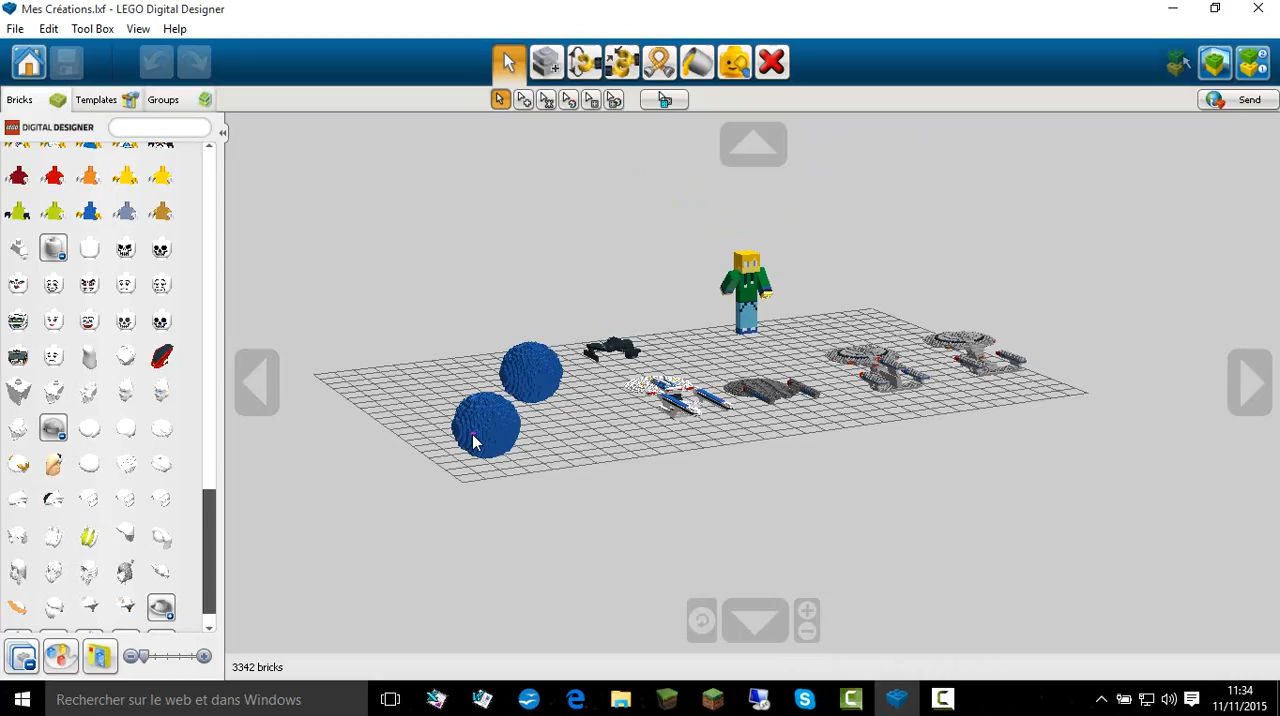 Mes Créations.lxf - LEGO Digital Designer
File Edit Tool Box View Help
Bricks Templates Groups
Send
LEGO DIGITAL DESIGNER
3342 bricks
Rechercher sur le web et dans Windows
11:34
11/11/2015